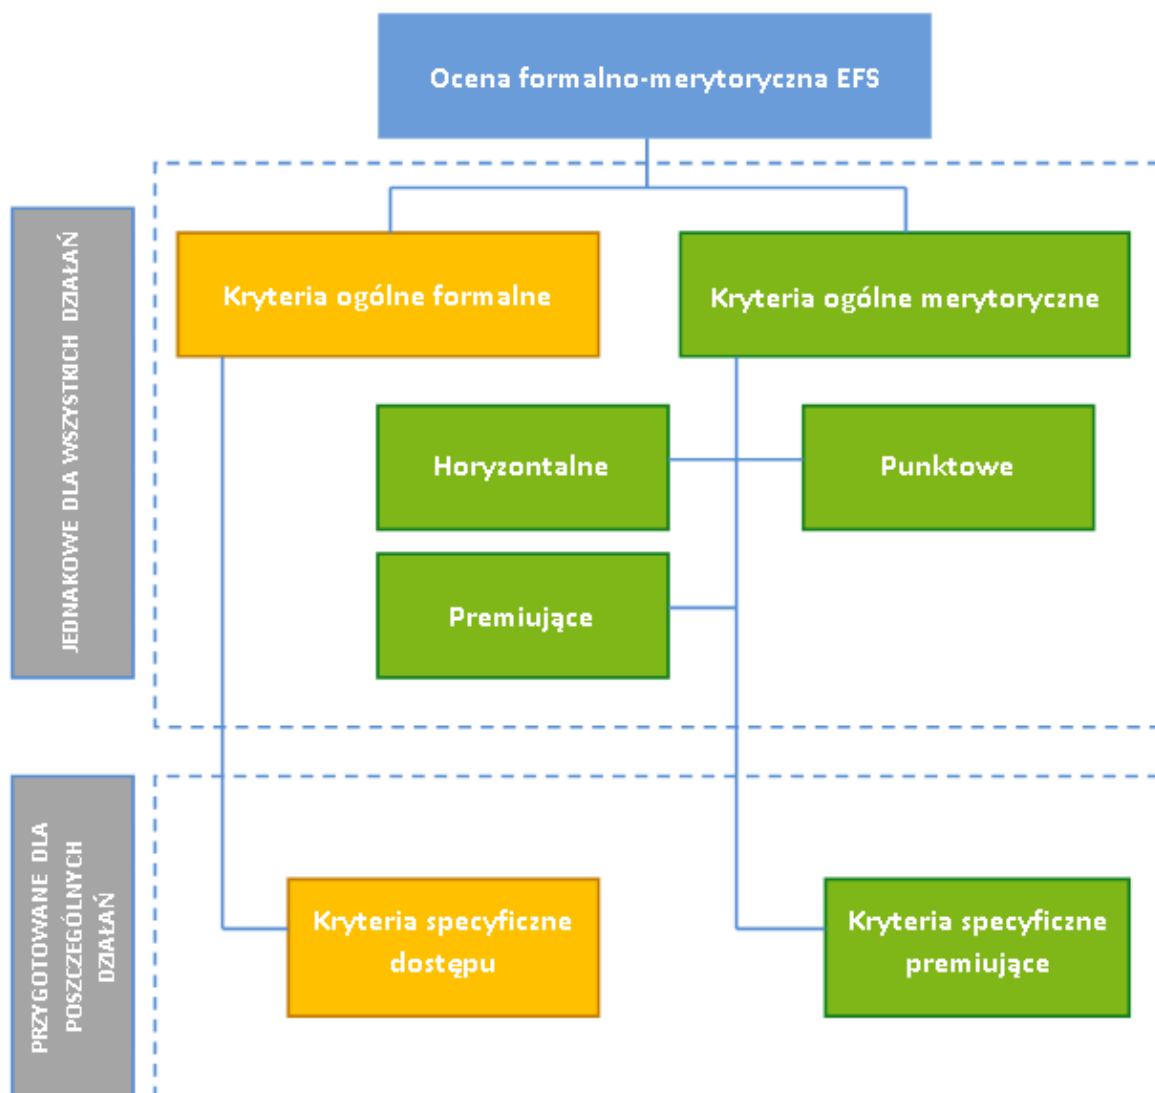 Ocena formalno-merytoryczna EFS
JEDNAKOWE DLA WSZYSTKICH DZIAŁAŃ
Kryteria ogólne formalne
Kryteria ogólne merytoryczne
Horyzontalne
Punktowe
Premiujące
PRZYGOTOWANE DLA
POSZCZEGÓLNYCH
DZIAŁAŃ
Kryteria specyficzne
dostępu
Kryteria specyficzne
premiujące